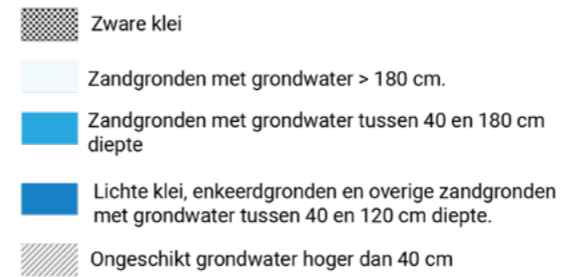 Zware klei
Zandgronden met grondwater > 180 cm.
Zandgronden met grondwater tussen 40 en 180 cm
diepte
Lichte klei, enkeerdgronden en overige zandgronden
met grondwater tussen 40 en 120 cm diepte.
Ongeschikt grondwater hoger dan 40 cm